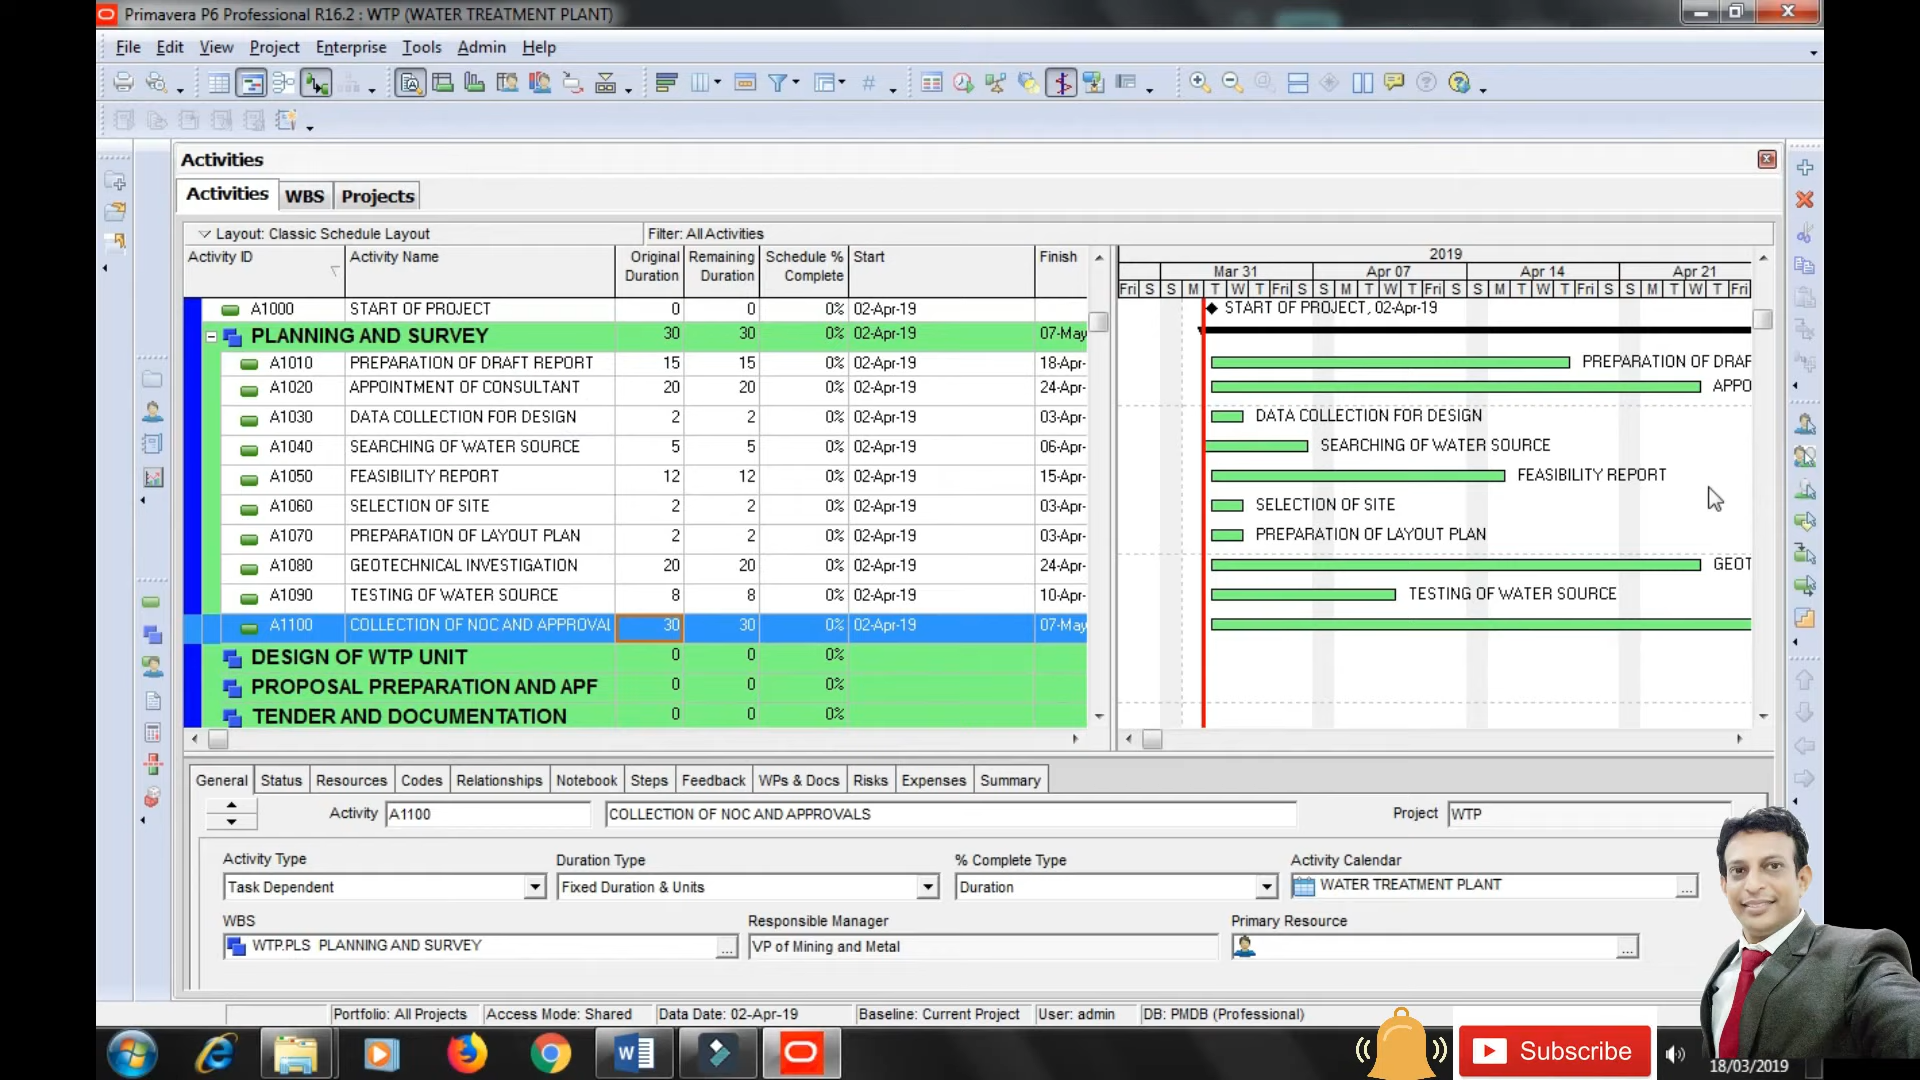 Primavera P6 Professional R16.2 : WTP (WATER TREATMENT PLANT)
File Edit View Project Enterprise Tools Admin Help
Activities
Activities WBS Projects
Layout: Classic Schedule Layout Filter: All Activities
Activity ID Activity Name Original Duration Remaining Duration Schedule % Complete Start Finish
2019
Mar 31 Apr 07 Apr 14 Apr 21
Fri S S M T W T Fri S S M T W T Fri S S M T W T Fri S S M T W T Fri
A1000 START OF PROJECT 0 0 0% 02-Apr-19 START OF PROJECT, 02-Apr-19
PLANNING AND SURVEY 30 30 0% 02-Apr-19 07-May
A1010 PREPARATION OF DRAFT REPORT 15 15 0% 02-Apr-19 18-Apr- PREPARATION OF DRAF
A1020 APPOINTMENT OF CONSULTANT 20 20 0% 02-Apr-19 24-Apr- APPO
A1030 DATA COLLECTION FOR DESIGN 2 2 0% 02-Apr-19 03-Apr- DATA COLLECTION FOR DESIGN
A1040 SEARCHING OF WATER SOURCE 5 5 0% 02-Apr-19 06-Apr- SEARCHING OF WATER SOURCE
A1050 FEASIBILITY REPORT 12 12 0% 02-Apr-19 15-Apr- FEASIBILITY REPORT
A1060 SELECTION OF SITE 2 2 0% 02-Apr-19 03-Apr- SELECTION OF SITE
A1070 PREPARATION OF LAYOUT PLAN 2 2 0% 02-Apr-19 03-Apr- PREPARATION OF LAYOUT PLAN
A1080 GEOTECHNICAL INVESTIGATION 20 20 0% 02-Apr-19 24-Apr- GEOT
A1090 TESTING OF WATER SOURCE 8 8 0% 02-Apr-19 10-Apr- TESTING OF WATER SOURCE
A1100 COLLECTION OF NOC AND APPROVAL 30 30 0% 02-Apr-19 07-May
DESIGN OF WTP UNIT 0 0 0%
PROPOSAL PREPARATION AND APF 0 0 0%
TENDER AND DOCUMENTATION 0 0 0%
General Status Resources Codes Relationships Notebook Steps Feedback WPs & Docs Risks Expenses Summary
Activity A1100 COLLECTION OF NOC AND APPROVALS Project WTP
Activity Type Duration Type % Complete Type Activity Calendar
Task Dependent Fixed Duration & Units Duration WATER TREATMENT PLANT ...
WBS Responsible Manager Primary Resource
WTP.PLS PLANNING AND SURVEY ... VP of Mining and Metal ...
Portfolio: All Projects Access Mode: Shared Data Date: 02-Apr-19 Baseline: Current Project User: admin DB: PMDB (Professional)
Subscribe
18/03/2019